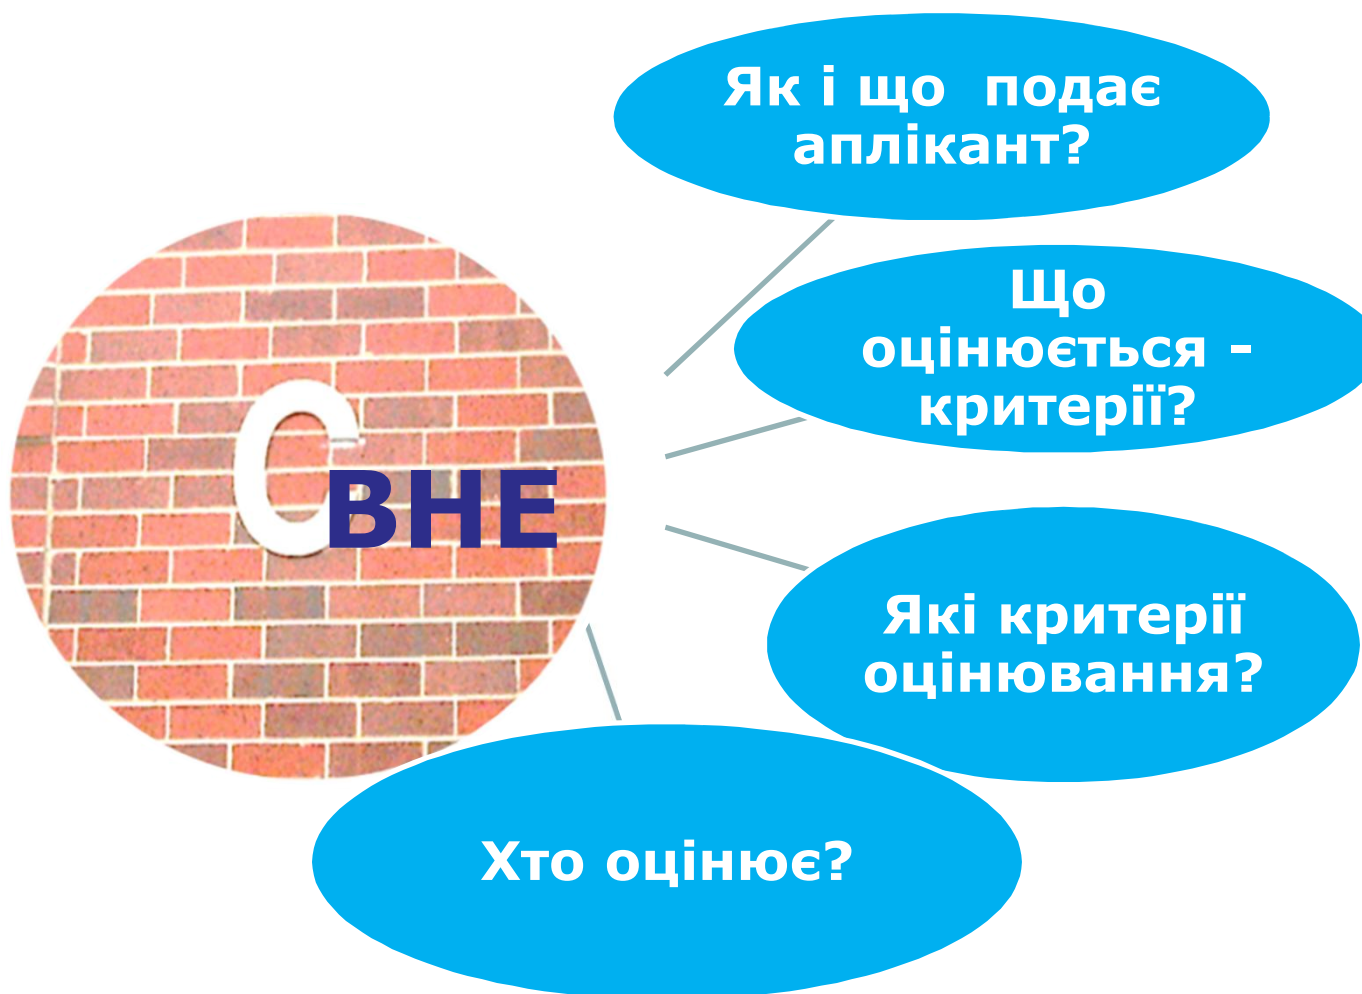 Як і що подає
аплікант?
Що
оцінюється -
критерії?
С
ВНЕ
Які критерії
оцінювання?
Хто оцінює?